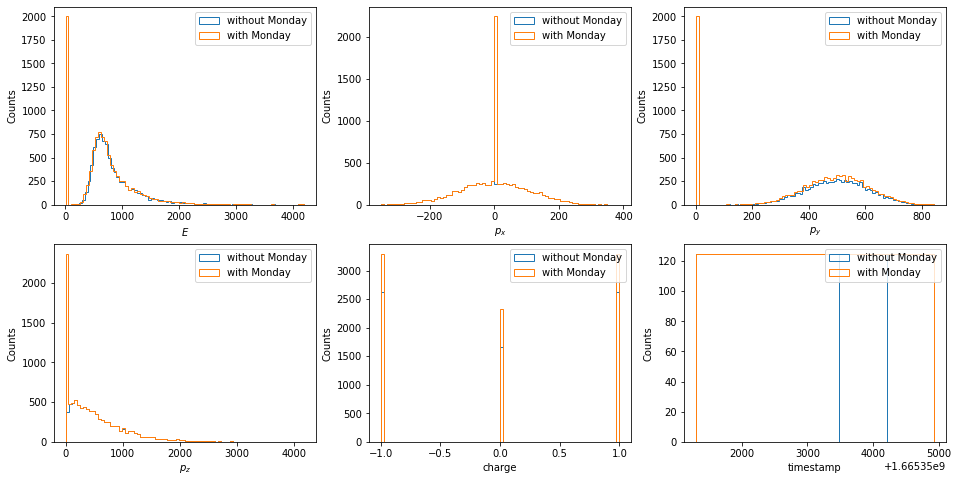 2000
1750
1500
1250
1000
750
500
250
0
Counts
0 1000 2000 3000 4000
E
without Monday
with Monday
2000
1500
1000
500
0
Counts
−200 0 200 400
p_x
without Monday
with Monday
2000
1750
1500
1250
1000
750
500
250
0
Counts
0 200 400 600 800
p_y
without Monday
with Monday
2000
1500
1000
500
0
Counts
0 1000 2000 3000 4000
p_z
without Monday
with Monday
3000
2500
2000
1500
1000
500
0
Counts
−1.0 −0.5 0.0 0.5 1.0
charge
without Monday
with Monday
120
100
80
60
40
20
0
Counts
2000 3000 4000 5000
timestamp
+1.66535e9
without Monday
with Monday